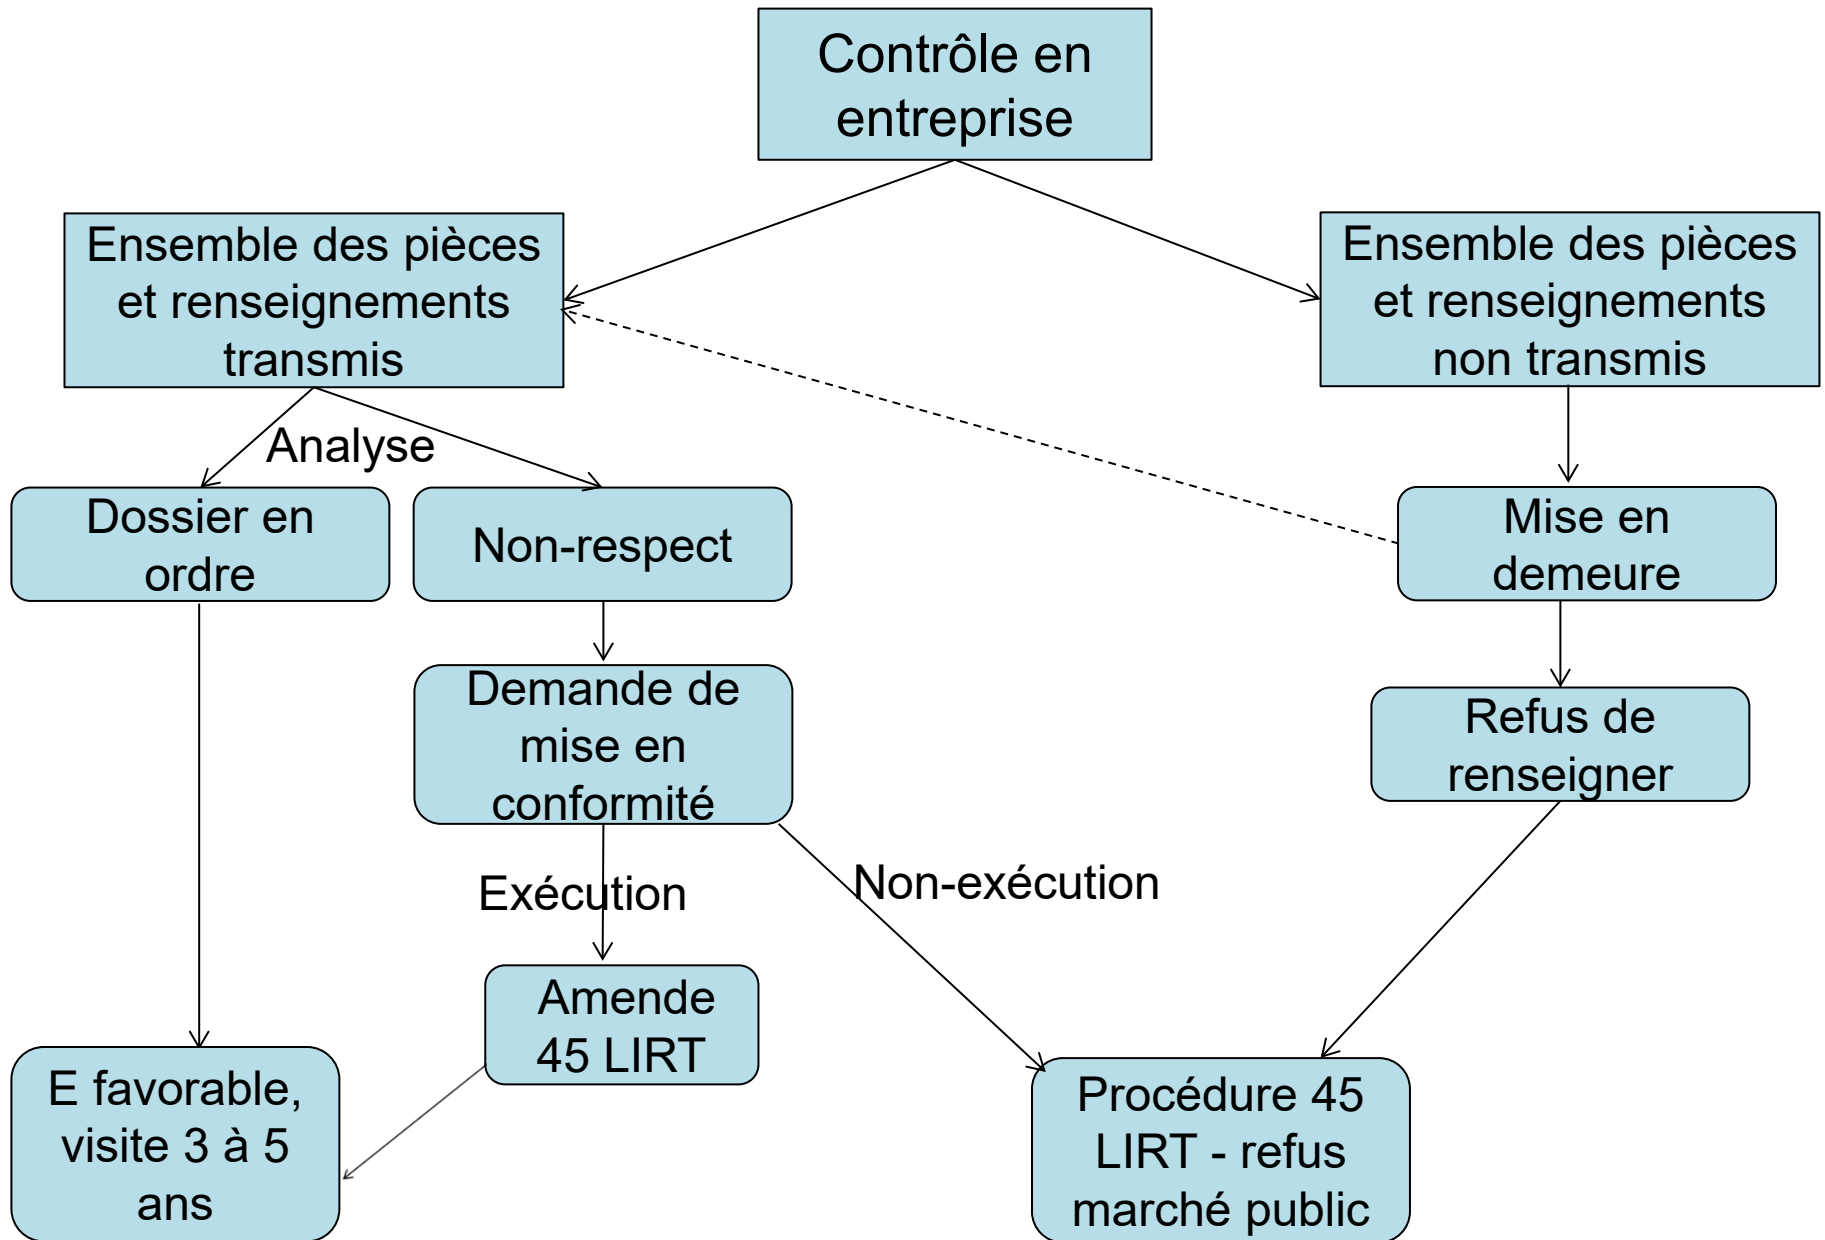 Contrôle en
entreprise
Ensemble des pièces
et renseignements
transmis
Ensemble des pièces
et renseignements
non transmis
Analyse
Dossier en
ordre
Non-respect
Mise en
demeure
Demande de
mise en
conformité
Refus de
renseigner
Exécution
Non-exécution
Amende
45 LIRT
E favorable,
visite 3 à 5
ans
Procédure 45
LIRT - refus
marché public